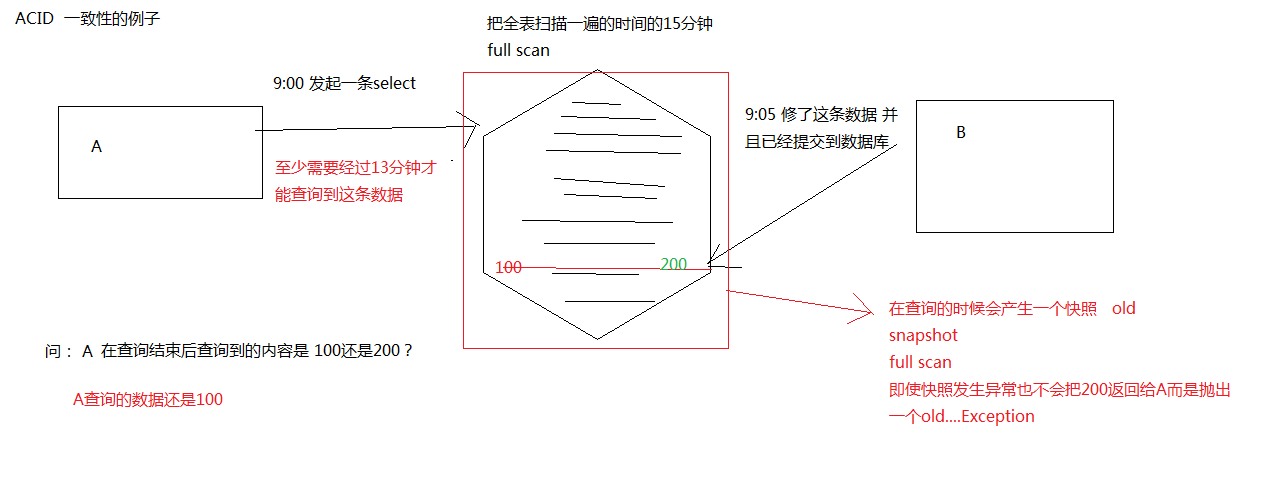 ACID 一致性的例子
把全表扫描一遍的时间的15分钟
full scan
9:00 发起一条select
A
至少需要经过13分钟才
能查询到这条数据
9:05 修了这条数据 并
且已经提交到数据库
B
100
200
在查询的时候会产生一个快照 old
snapshot
full scan
即使快照发生异常也不会把200返回给A而是抛出
一个old....Exception
问： A 在查询结束后查询到的内容是 100还是200？
A查询的数据还是100